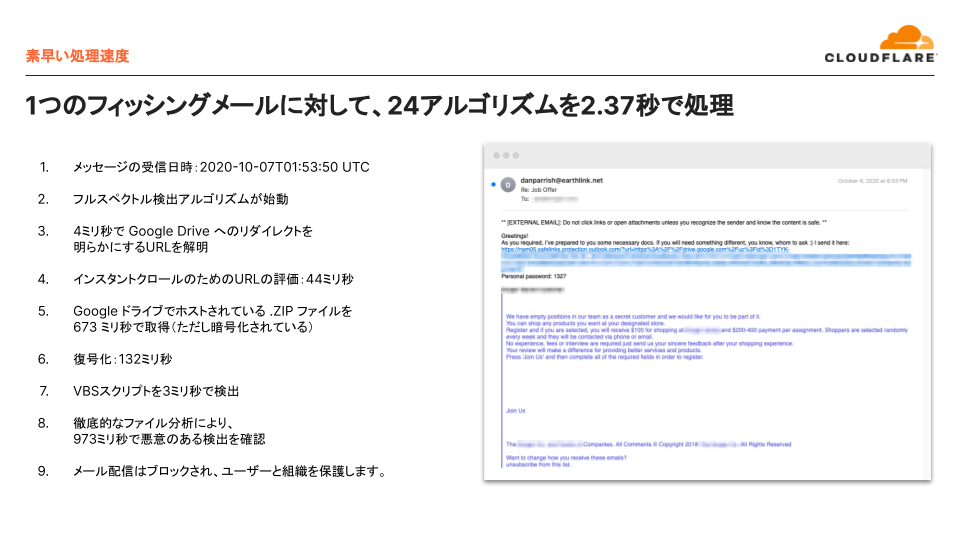 素早い処理速度
CLOUDFLARE
1つのフィッシングメールに対して、24アルゴリズムを2.37秒で処理
1. メッセージの受信日時：2020-10-07T01:53:50 UTC
2. フルスペクトル検出アルゴリズムが始動
3. 4ミリ秒で Google Drive へのリダイレクトを
明らかにするURLを解明
4. インスタントクロールのためのURLの評価：44ミリ秒
5. Google ドライブでホストされている .ZIP ファイルを
673 ミリ秒で取得（ただし暗号化されている）
6. 復号化：132ミリ秒
7. VBSスクリプトを3ミリ秒で検出
8. 徹底的なファイル分析により、
973ミリ秒で悪意のある検出を確認
9. メール配信はブロックされ、ユーザーと組織を保護します。
D
danparrish@earthlink.net
October 6, 2020 at 6:53 PM
Re: Job Offer
To:
** [EXTERNAL EMAIL]: Do not click links or open attachments unless you recognize the sender and know the content is safe. **
Greetings!
As you required, I've prepared to you some necessary docs. If you will need something different, you know, whom to ask :) I send it here:
https://nam05.safelinks.protection.outlook.com/?url=https%3A%2F%2Fdrive.google.com%2Fuc%3Fid%3D1TYK-
Personal password: 1327
We have empty positions in our team as a secret customer and we would like for you to be part of it.
You can shop any products you want at your designated store.
Register and if you are selected, you will receive $100 for shopping at and $200-400 payment per assignment. Shoppers are selected randomly
every week and they will be contacted via phone or email.
No experience, fees or interview are required just send us your sincere feedback after your shopping experience.
Your review will make a difference for providing better services and products.
Press 'Join Us' and then complete all of the required fields in order to register.
Join Us
The Companies. All Comments © Copyright 2018 All Rights Reserved
Want to change how you receive these emails?
unsubscribe from this list.